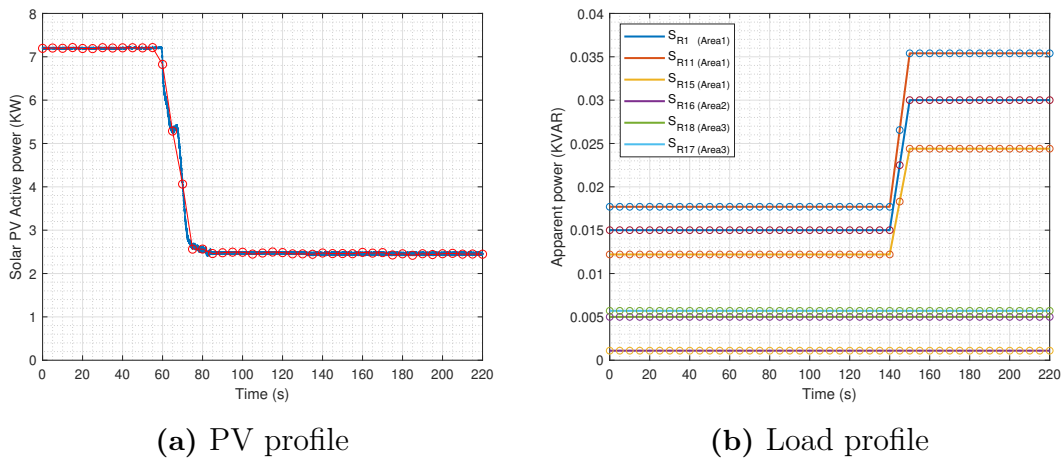 Solar PV Active power (KW)
8
7
6
5
4
3
2
1
0
0 20 40 60 80 100 120 140 160 180 200 220
Time (s)
(a) PV profile
Apparent power (KVAR)
0.04
0.035
0.03
0.025
0.02
0.015
0.01
0.005
0
S_R1 (Area1)
S_R11 (Area1)
S_R15 (Area1)
S_R16 (Area2)
S_R18 (Area3)
S_R17 (Area3)
0 20 40 60 80 100 120 140 160 180 200 220
Time (s)
(b) Load profile